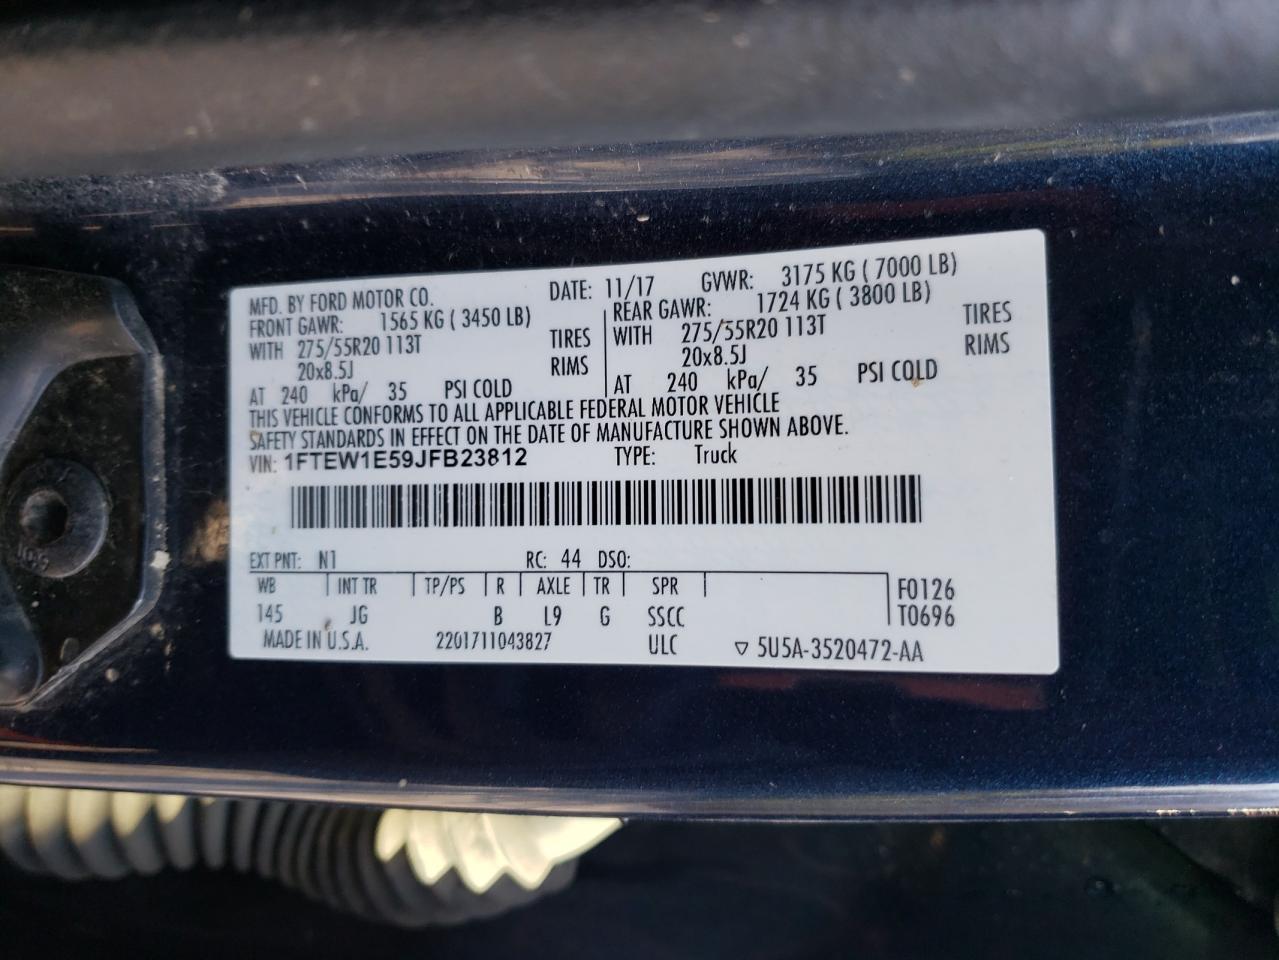 MFD. BY FORD MOTOR CO. DATE: 11/17 GVWR: 3175 KG ( 7000 LB)
FRONT GAWR: 1565 KG ( 3450 LB) REAR GAWR: 1724 KG ( 3800 LB)
WITH 275/55R20 113T TIRES WITH 275/55R20 113T TIRES
20x8.5J RIMS 20x8.5J RIMS
AT 240 kPa/ 35 PSI COLD AT 240 kPa/ 35 PSI COLD
THIS VEHICLE CONFORMS TO ALL APPLICABLE FEDERAL MOTOR VEHICLE
SAFETY STANDARDS IN EFFECT ON THE DATE OF MANUFACTURE SHOWN ABOVE.
VIN: 1FTEW1E59JFB23812 TYPE: Truck
EXT PNT: N1 RC: 44 DSO:
WB INT TR TP/PS R AXLE TR SPR F0126
145 JG B L9 G SSCC T0696
MADE IN U.S.A. 2201711043827 ULC ▽ 5U5A-3520472-AA